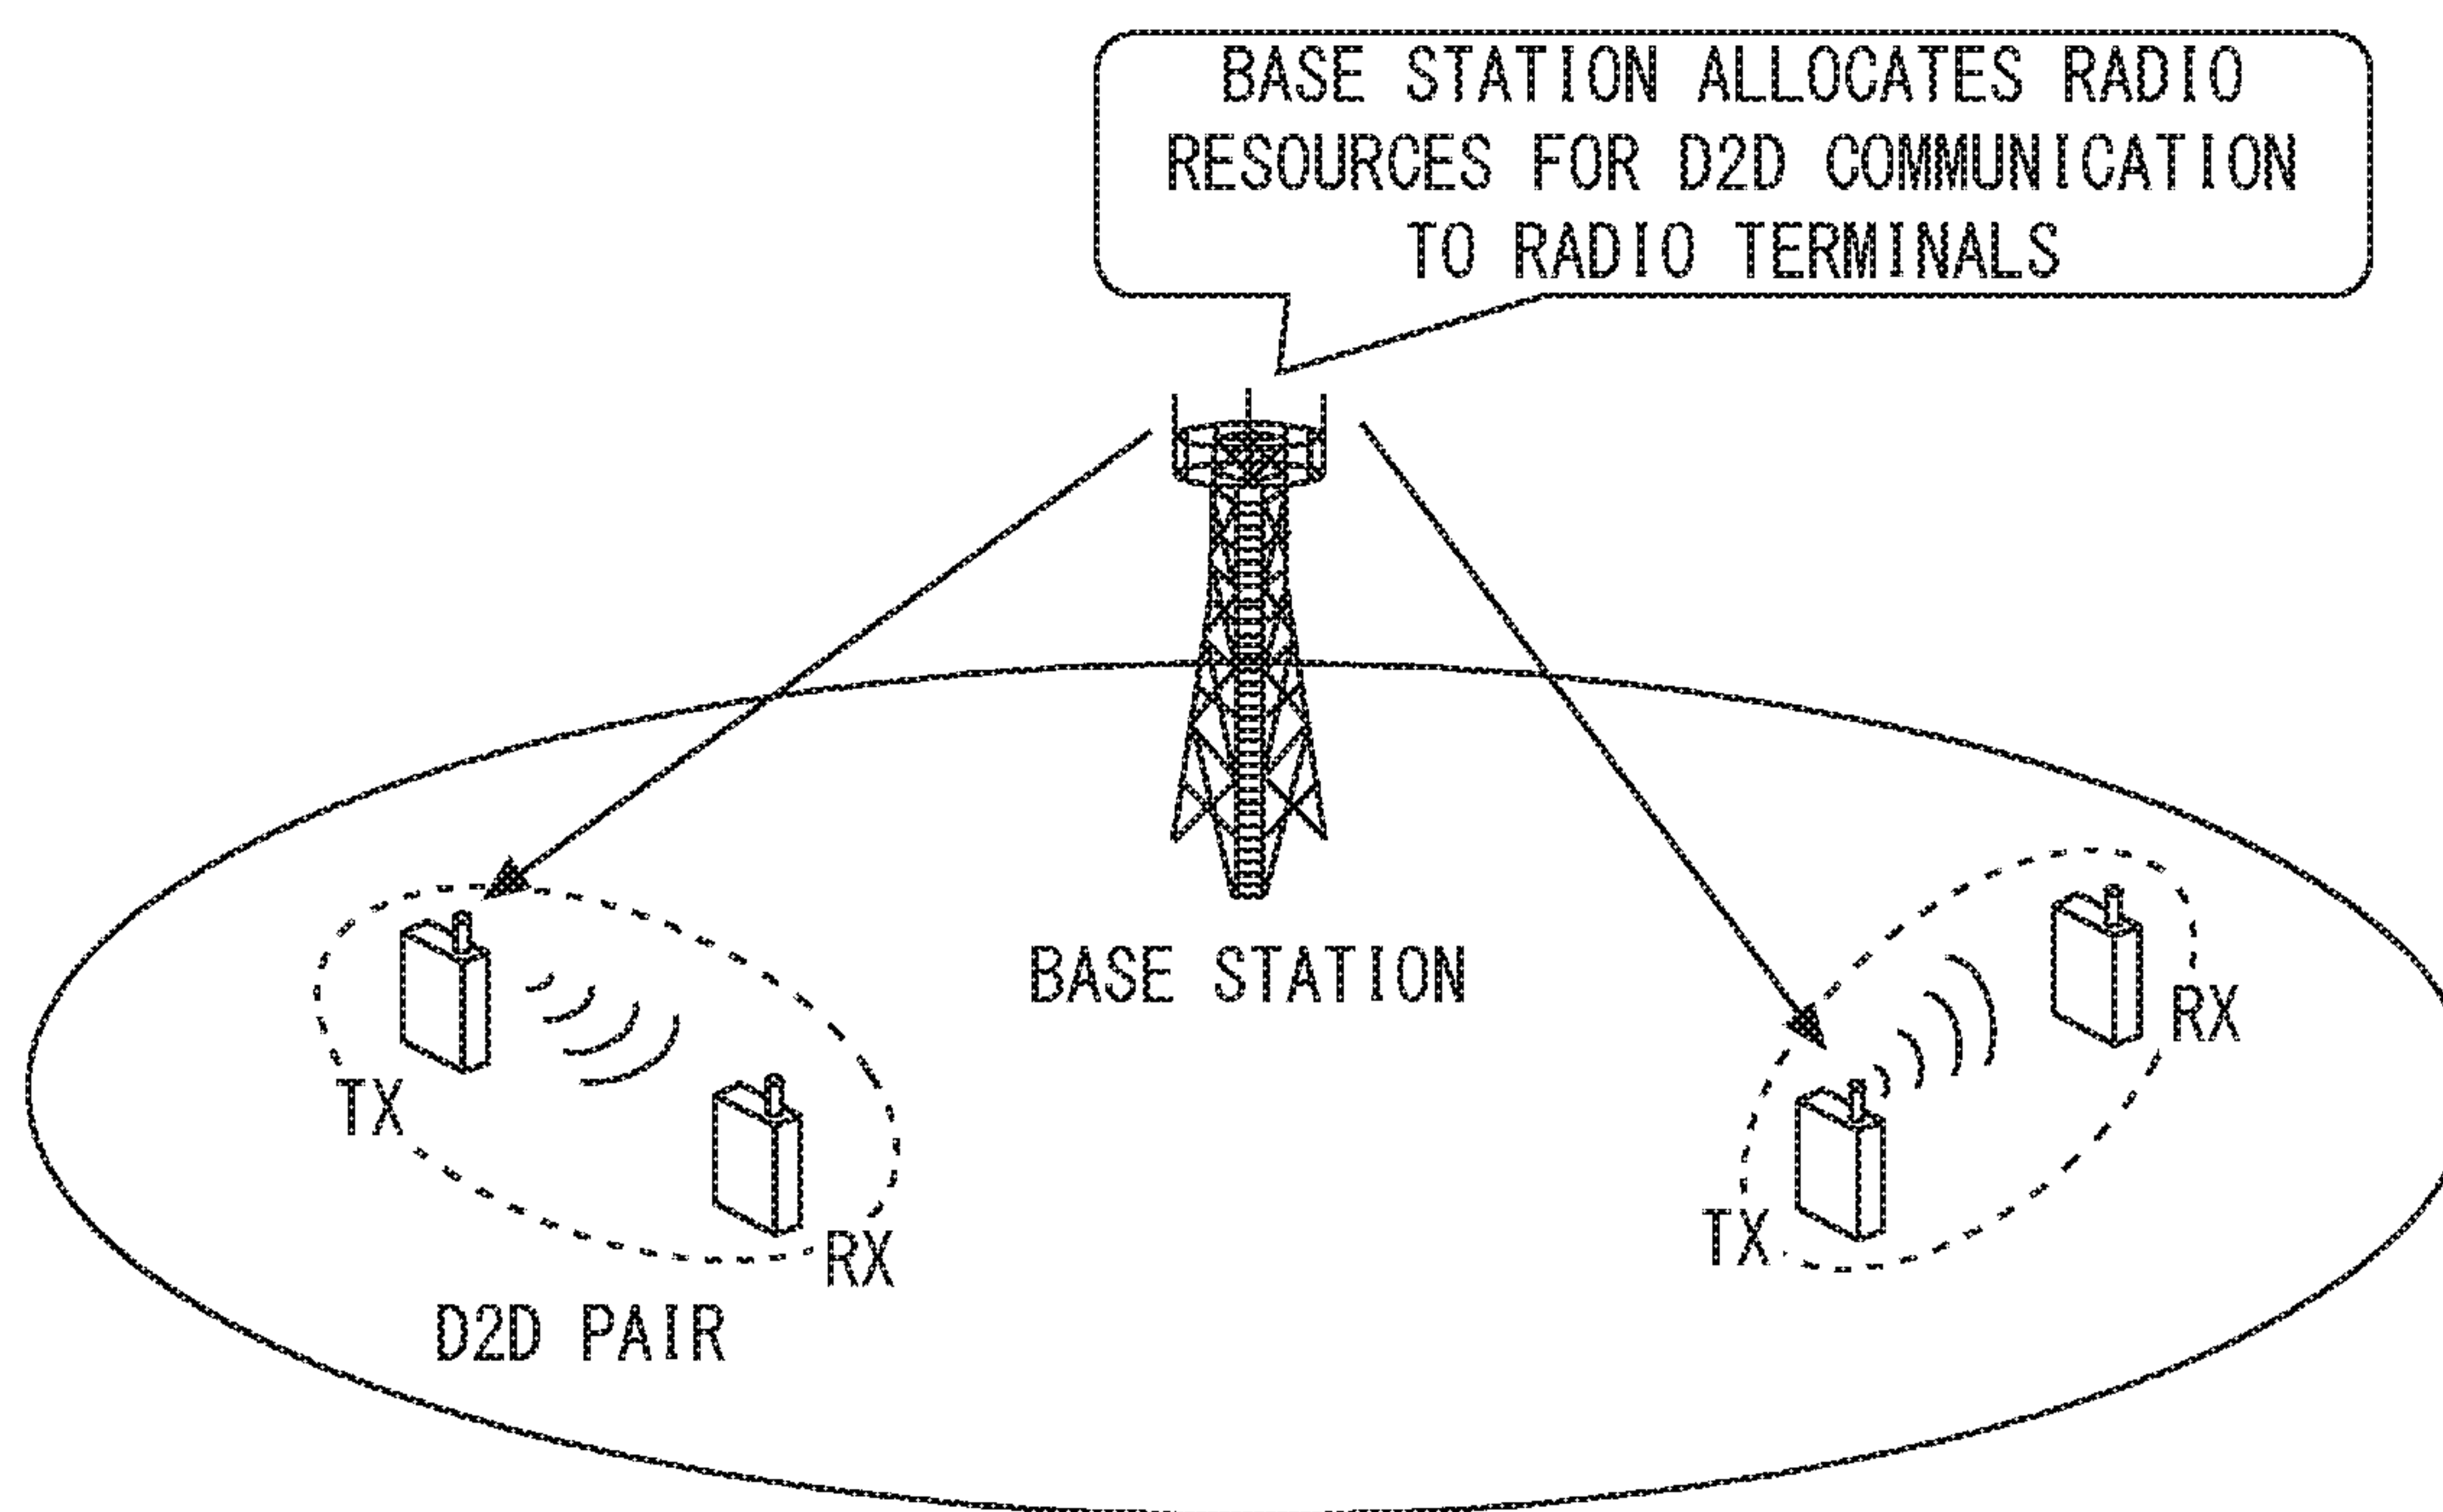 BASE STATION ALLOCATES RADIO
RESOURCES FOR D2D COMMUNICATION
TO RADIO TERMINALS
BASE STATION
RX
TX
TX
RX
D2D PAIR